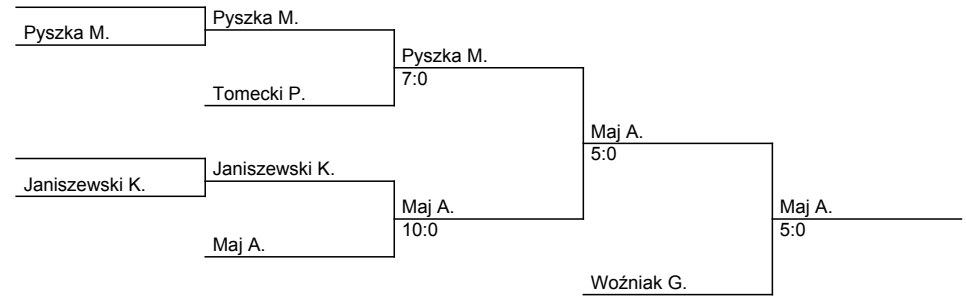 Pyszka M.
Pyszka M.
Pyszka M.
7:0
Tomecki P.
Maj A.
5:0
Janiszewski K.
Janiszewski K.
Maj A.
10:0
Maj A.
5:0
Maj A.
Woźniak G.